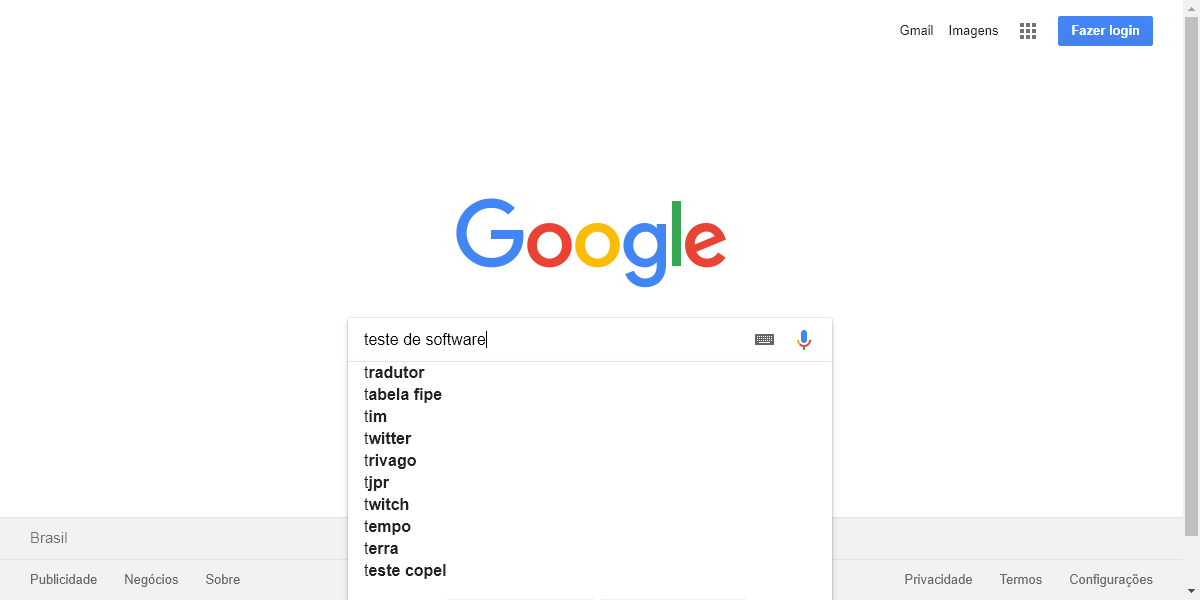 Gmail Imagens Fazer login
Google
teste de software
tradutor
tabela fipe
tim
twitter
trivago
tjpr
twitch
tempo
terra
teste copel
Brasil
Publicidade Negócios Sobre Privacidade Termos Configurações